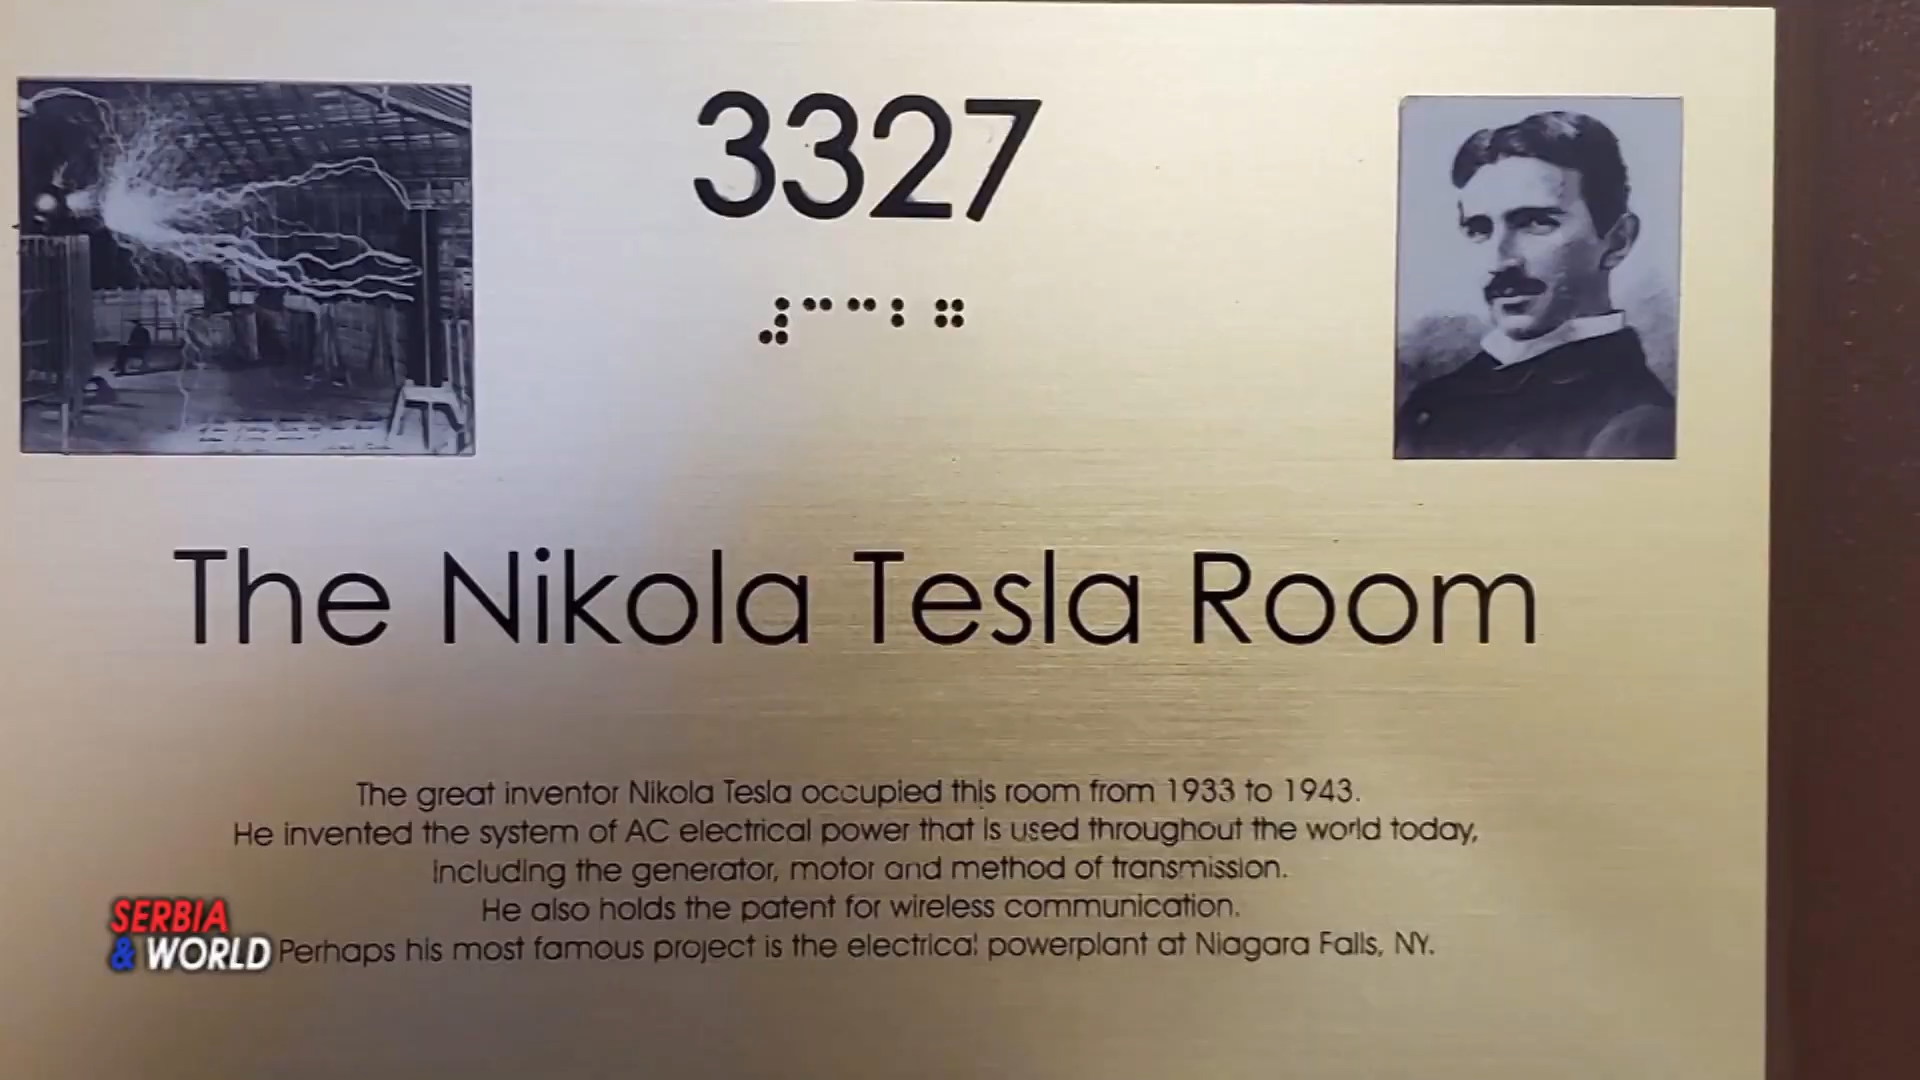 3327
⠼⠉⠉⠃⠛
The Nikola Tesla Room
The great inventor Nikola Tesla occupied this room from 1933 to 1943.
He invented the system of AC electrical power that is used throughout the world today,
including the generator, motor and method of transmission.
He also holds the patent for wireless communication.
Perhaps his most famous project is the electrical powerplant at Niagara Falls, NY.
SERBIA
& WORLD